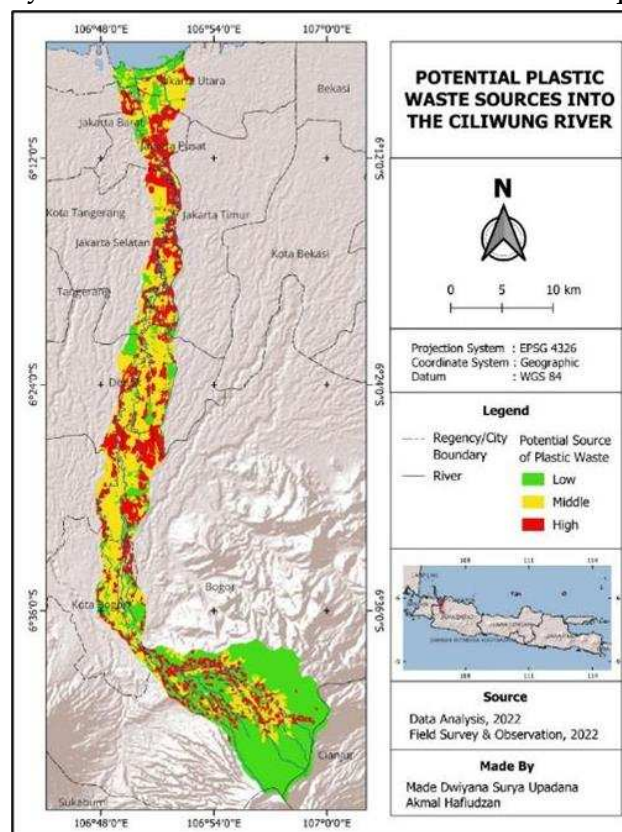 106°48'0"E 106°54'0"E 107°0'0"E
Jakarta Utara
Bekasi
Jakarta Barat
Jakarta Pusat
6°12'0"S 6°12'0"S
Kota Tangerang
Jakarta Timur
Jakarta Selatan
Kota Bekasi
Tangerang
6°24'0"S 6°24'0"S
Bogor
6°36'0"S 6°36'0"S
Kota Bogor
Cianjur
106°48'0"E 106°54'0"E 107°0'0"E
POTENTIAL PLASTIC
WASTE SOURCES INTO
THE CILIWUNG RIVER
N
0 5 10 km
Projection System : EPSG 4326
Coordinate System : Geographic
Datum : WGS 84
Legend
Regency/City
Boundary
River
Potential Source
of Plastic Waste
Low
Middle
High
Source
Data Analysis, 2022
Field Survey & Observation, 2022
Made By
Made Dwiyana Surya Upadana
Akmal Hafiudzan